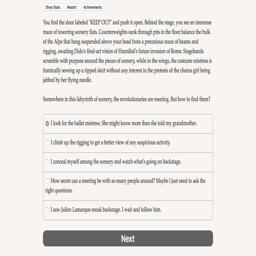 Show Stats Restart Achievements
You find the door labeled "KEEP OUT" and push it open. Behind the stage, you see an immense
maze of towering scenery flats. Counterweights sunk through pits in the floor balance the bulk
of the Alps that hang suspended above your head from a precarious maze of beams and
rigging, awaiting Dido's final-act vision of Hannibal's future invasion of Rome. Stagehands
scramble with purpose around the pieces of scenery, while in the wings, the costume mistress is
frantically sewing up a ripped skirt without any interest in the protests of the chorus girl being
jabbed by her flying needle.
Somewhere in this labyrinth of scenery, the revolutionaries are meeting. But how to find them?
I look for the ballet mistress. She might know more than she told my grandmother.
I climb up the rigging to get a better view of any suspicious activity.
I conceal myself among the scenery and watch what's going on backstage.
How secret can a meeting be with so many people around? Maybe I just need to ask the
right questions.
I saw Julien Lamarque sneak backstage. I wait and follow him.
Next